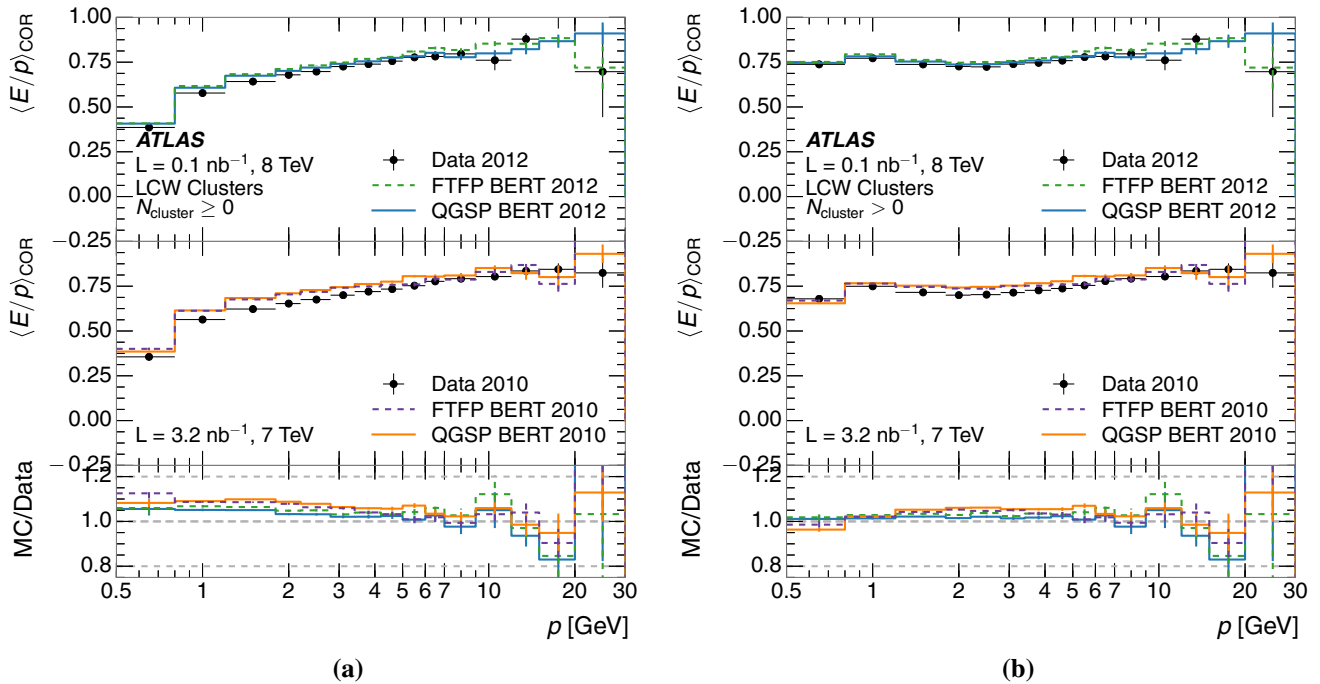 ⟨E/p⟩COR
0.75
0.50
0.25
0.00
−0.25
ATLAS
L = 0.1 nb⁻¹, 8 TeV
LCW Clusters
Ncluster ≥ 0
Data 2012
FTFP BERT 2012
QGSP BERT 2012
⟨E/p⟩COR
0.75
0.50
0.25
0.00
−0.25
L = 3.2 nb⁻¹, 7 TeV
Data 2010
FTFP BERT 2010
QGSP BERT 2010
MC/Data
1.2
1.0
0.8
0.5 1 2 3 4 5 6 7 10 20 30
p [GeV]
(a)
⟨E/p⟩COR
0.75
0.50
0.25
0.00
−0.25
ATLAS
L = 0.1 nb⁻¹, 8 TeV
LCW Clusters
Ncluster > 0
Data 2012
FTFP BERT 2012
QGSP BERT 2012
⟨E/p⟩COR
0.75
0.50
0.25
0.00
−0.25
L = 3.2 nb⁻¹, 7 TeV
Data 2010
FTFP BERT 2010
QGSP BERT 2010
MC/Data
1.2
1.0
0.8
0.5 1 2 3 4 5 6 7 10 20 30
p [GeV]
(b)